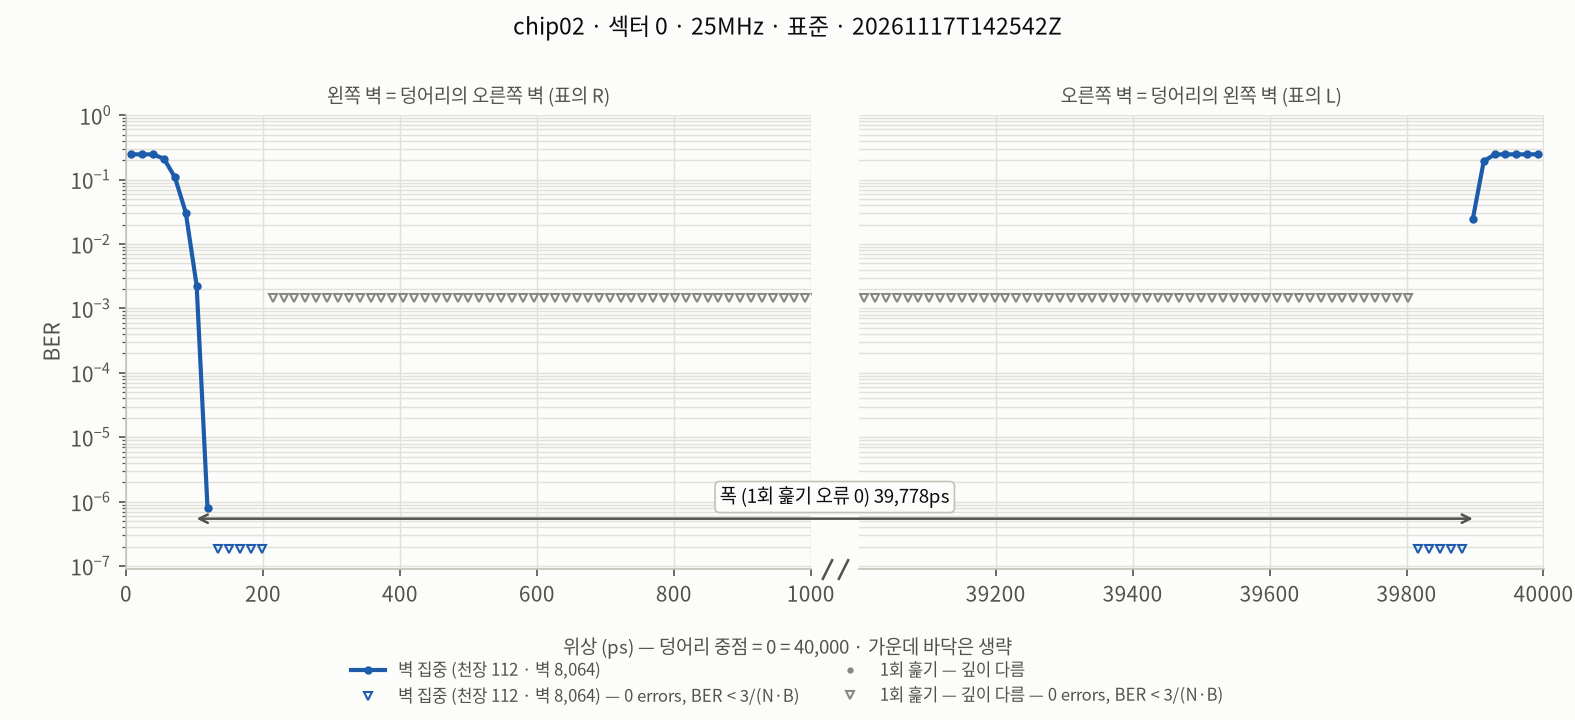 chip02 · 섹터 0 · 25MHz · 표준 · 20261117T142542Z
왼쪽 벽 = 덩어리의 오른쪽 벽 (표의 R)
오른쪽 벽 = 덩어리의 왼쪽 벽 (표의 L)
10⁰
10⁻¹
10⁻²
10⁻³
10⁻⁴
10⁻⁵
10⁻⁶
10⁻⁷
BER
폭 (1회 훑기 오류 0) 39,778ps
0 200 400 600 800 1000 39200 39400 39600 39800 40000
위상 (ps) — 덩어리 중점 = 0 = 40,000 · 가운데 바닥은 생략
벽 집중 (천장 112 · 벽 8,064)
벽 집중 (천장 112 · 벽 8,064) — 0 errors, BER < 3/(N·B)
1회 훑기 — 깊이 다름
1회 훑기 — 깊이 다름 — 0 errors, BER < 3/(N·B)